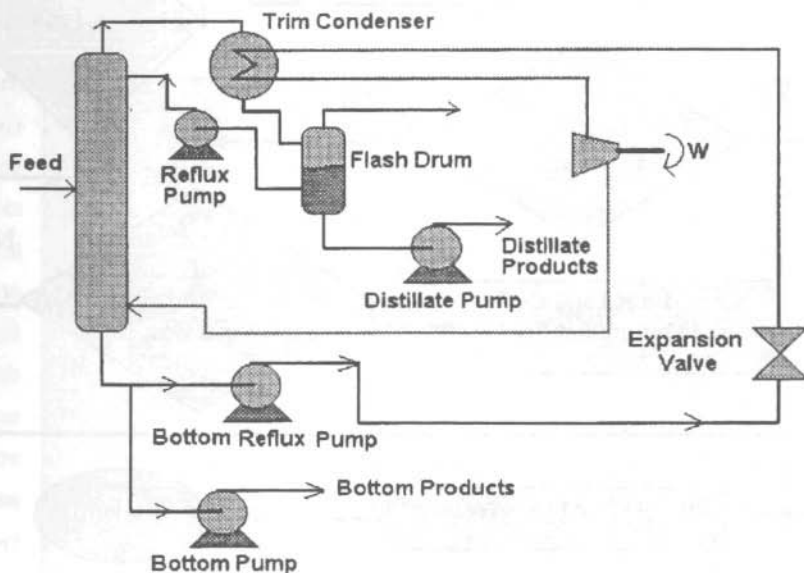 Trim Condenser
Feed
Reflux
Pump
Flash Drum
W
Distillate
Products
Distillate Pump
Expansion
Valve
Bottom Reflux Pump
Bottom Products
Bottom Pump